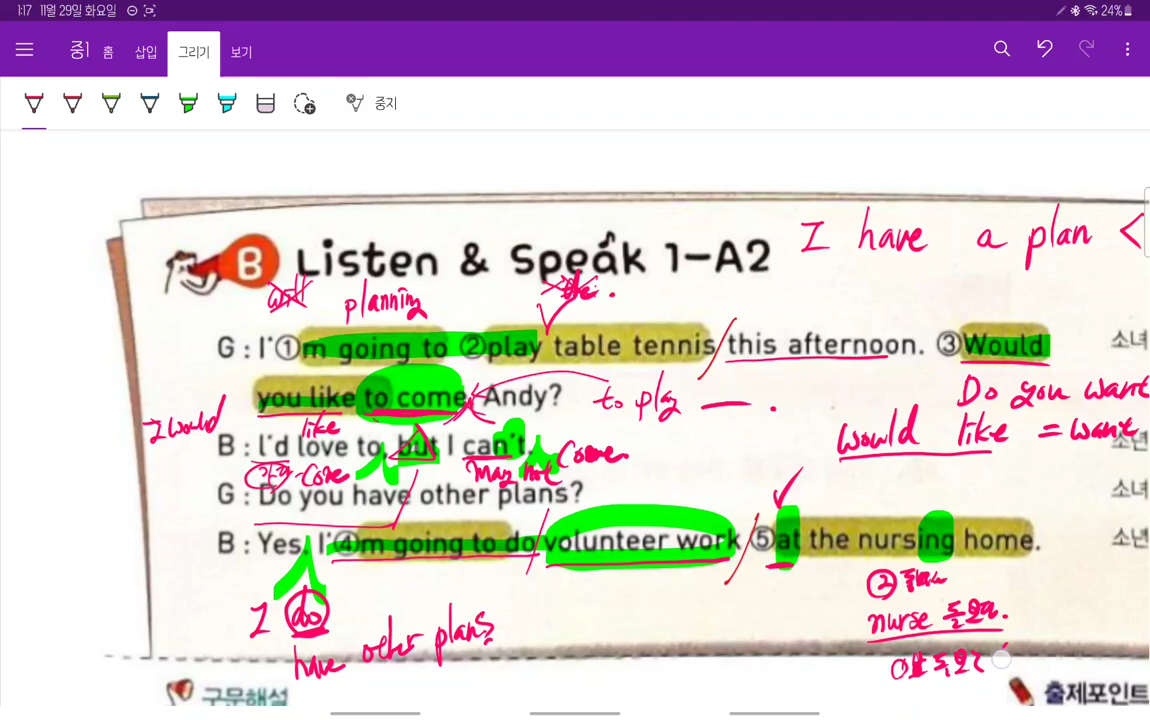 1:17 11월 29일 화요일 24%
중1 홈 삽입 그리기 보기
중지
I have a plan <
B Listen & Speak 1-A2
will planning the.
G : I'①m going to ②play table tennis this afternoon. ③Would 소녀
you like to come, Andy? to play — . Do you want
I would like would like = want
B : I'd love to, but I can't. 소년
come may not come.
G : Do you have other plans? 소녀
B : Yes. I'④m going to do volunteer work ⑤at the nursing home. 소년
②
I do nurse 돌보다.
have other plans?
구문해설 출제포인트